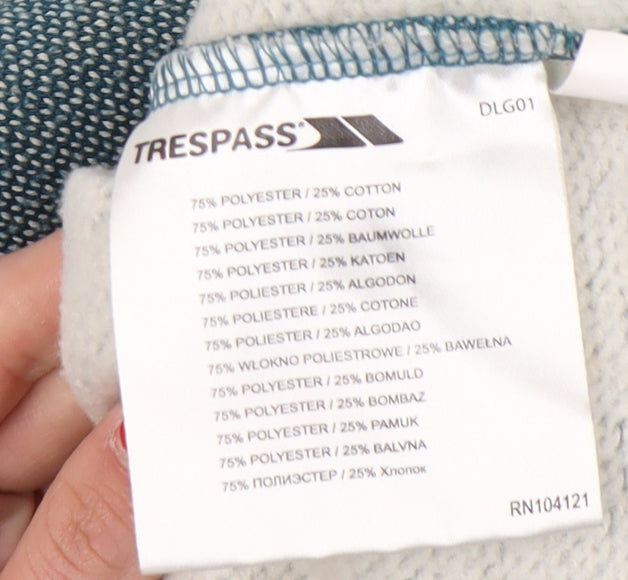 DLG01
TRESPASS®
75% POLYESTER / 25% COTTON
75% POLYESTER / 25% COTON
75% POLYESTER / 25% BAUMWOLLE
75% POLYESTER / 25% KATOEN
75% POLIESTER / 25% ALGODON
75% POLIESTERE / 25% COTONE
75% POLIESTER / 25% ALGODAO
75% WŁOKNO POLIESTROWE / 25% BAWEŁNA
75% POLYESTER / 25% BOMULD
75% POLYESTER / 25% BOMBAZ
75% POLYESTER / 25% PAMUK
75% POLYESTER / 25% BALVNA
75% ПОЛИЭСТЕР / 25% Хлопок
RN104121